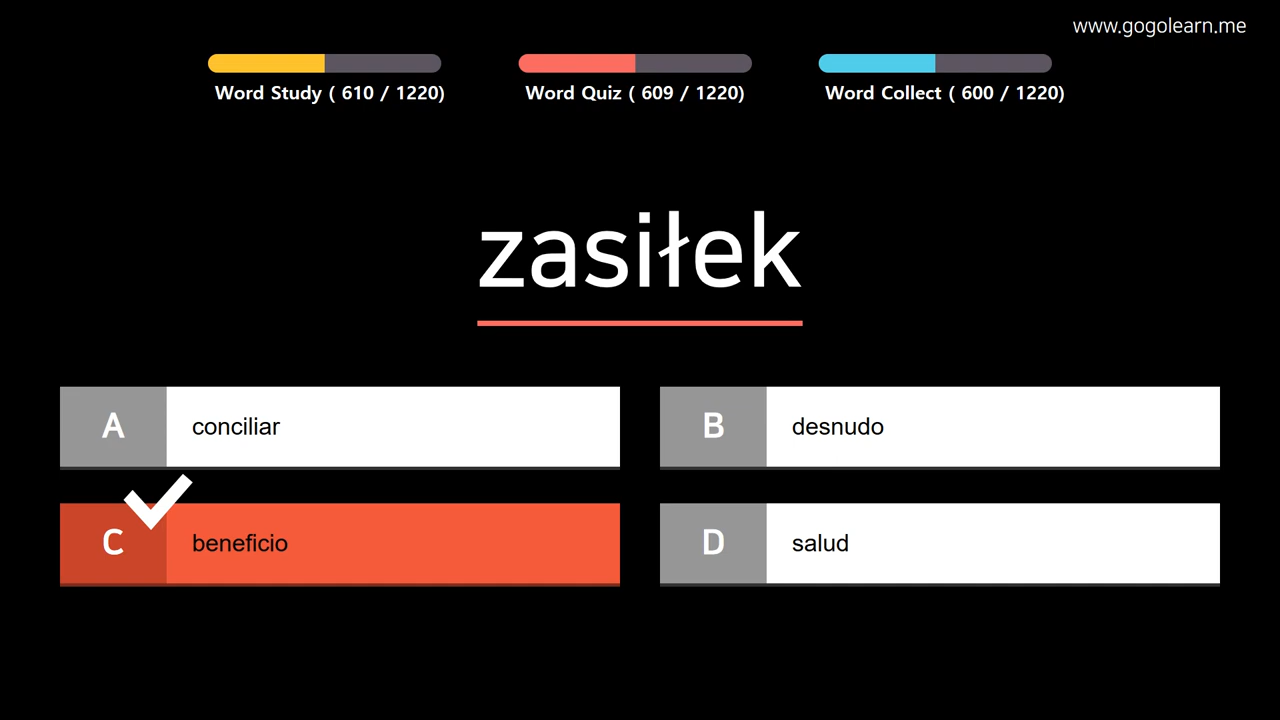 www.gogolearn.me
Word Study ( 610 / 1220)
Word Quiz ( 609 / 1220)
Word Collect ( 600 / 1220)
zasiłek
A
conciliar
B
desnudo
C
beneficio
D
salud